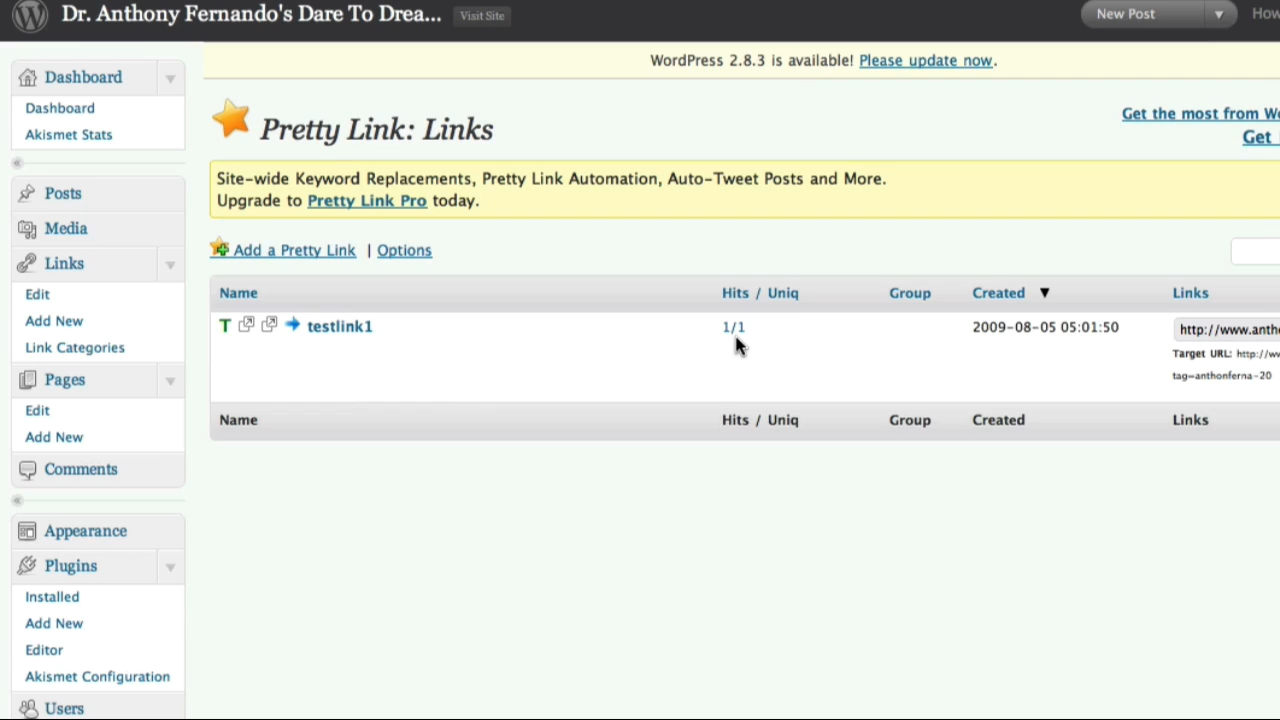 Dr. Anthony Fernando's Dare To Drea... Visit Site New Post How
WordPress 2.8.3 is available! Please update now.
Dashboard
Dashboard
Akismet Stats
Posts
Media
Links
Edit
Add New
Link Categories
Pages
Edit
Add New
Comments
Appearance
Plugins
Installed
Add New
Editor
Akismet Configuration
Users
Pretty Link: Links
Get the most from Wo
Get
Site-wide Keyword Replacements, Pretty Link Automation, Auto-Tweet Posts and More.
Upgrade to Pretty Link Pro today.
Add a Pretty Link | Options
Name Hits / Uniq Group Created ▼ Links
T testlink1 1/1 2009-08-05 05:01:50 http://www.antho
Target URL: http://ww
tag=anthonferna-20
Name Hits / Uniq Group Created Links